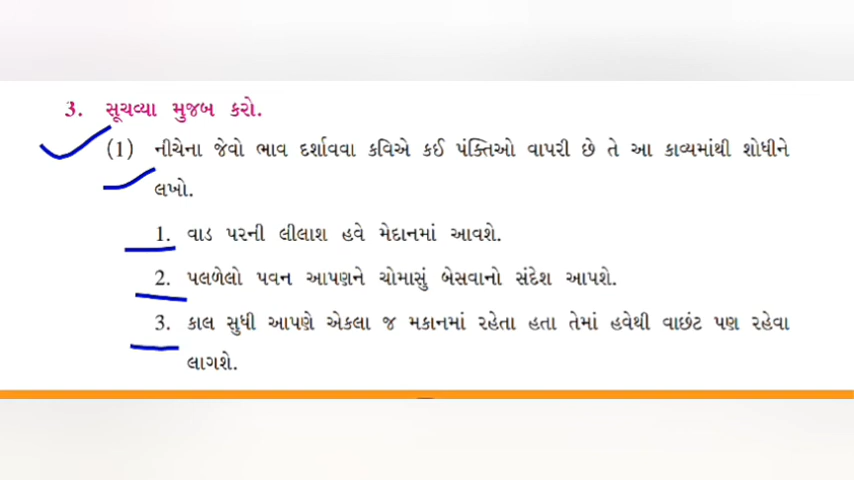 3. સૂચવ્યા મુજબ કરો.
(1) નીચેના જેવો ભાવ દર્શાવવા કવિએ કઈ પંક્તિઓ વાપરી છે તે આ કાવ્યમાંથી શોધીને
લખો.
1. વાડ પરની લીલાશ હવે મેદાનમાં આવશે.
2. પલળેલો પવન આપણને ચોમાસું બેસવાનો સંદેશ આપશે.
3. કાલ સુધી આપણે એકલા જ મકાનમાં રહેતા હતા તેમાં હવેથી વાછંટ પણ રહેવા
લાગશે.